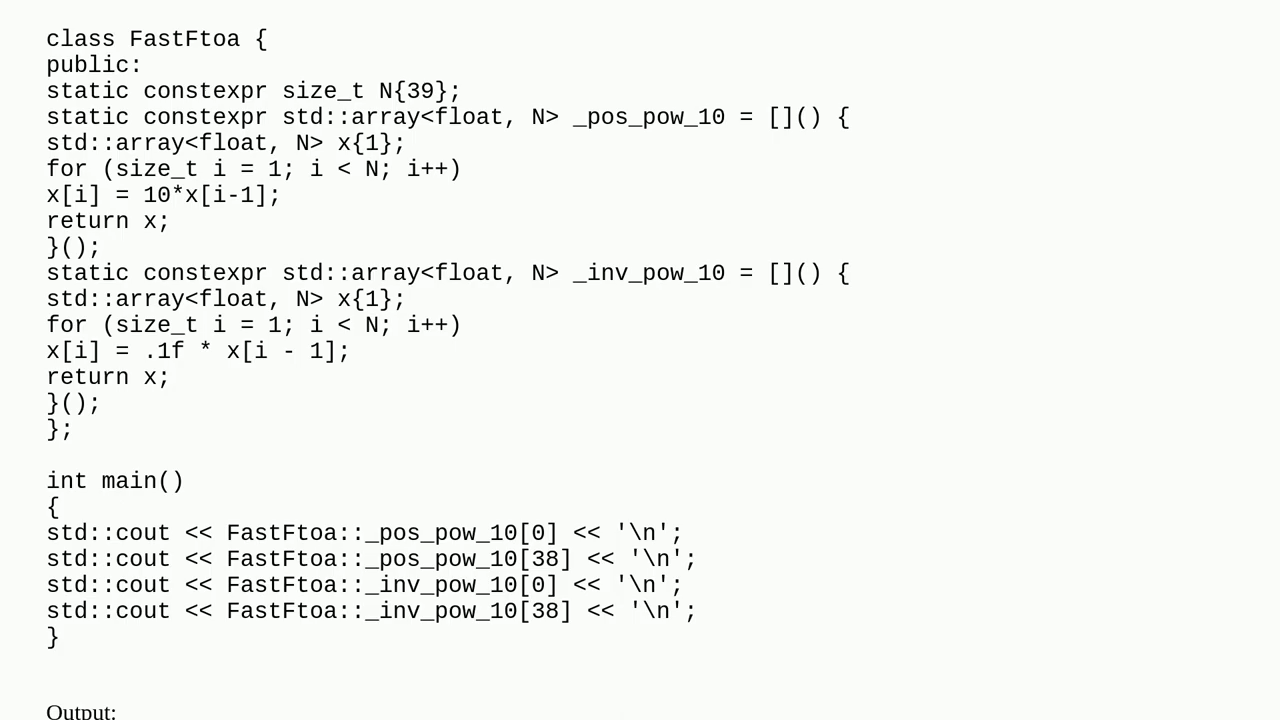 class FastFtoa {
public:
static constexpr size_t N{39};
static constexpr std::array<float, N> _pos_pow_10 = []() {
std::array<float, N> x{1};
for (size_t i = 1; i < N; i++)
x[i] = 10*x[i-1];
return x;
}();
static constexpr std::array<float, N> _inv_pow_10 = []() {
std::array<float, N> x{1};
for (size_t i = 1; i < N; i++)
x[i] = .1f * x[i - 1];
return x;
}();
};
int main()
{
std::cout << FastFtoa::_pos_pow_10[0] << '\n';
std::cout << FastFtoa::_pos_pow_10[38] << '\n';
std::cout << FastFtoa::_inv_pow_10[0] << '\n';
std::cout << FastFtoa::_inv_pow_10[38] << '\n';
}
Output: